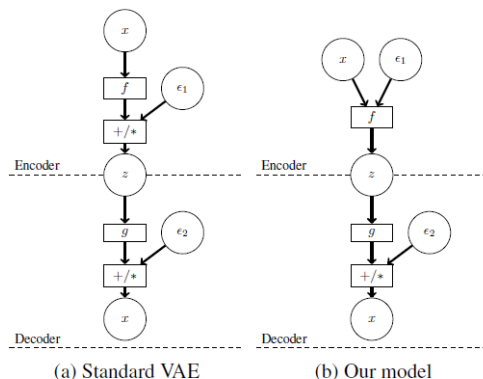 x
x
ϵ₁
f
ϵ₁
+/*
f
Encoder
z
Encoder
z
g
ϵ₂
g
ϵ₂
+/*
+/*
x
x
Decoder
Decoder
(a) Standard VAE
(b) Our model